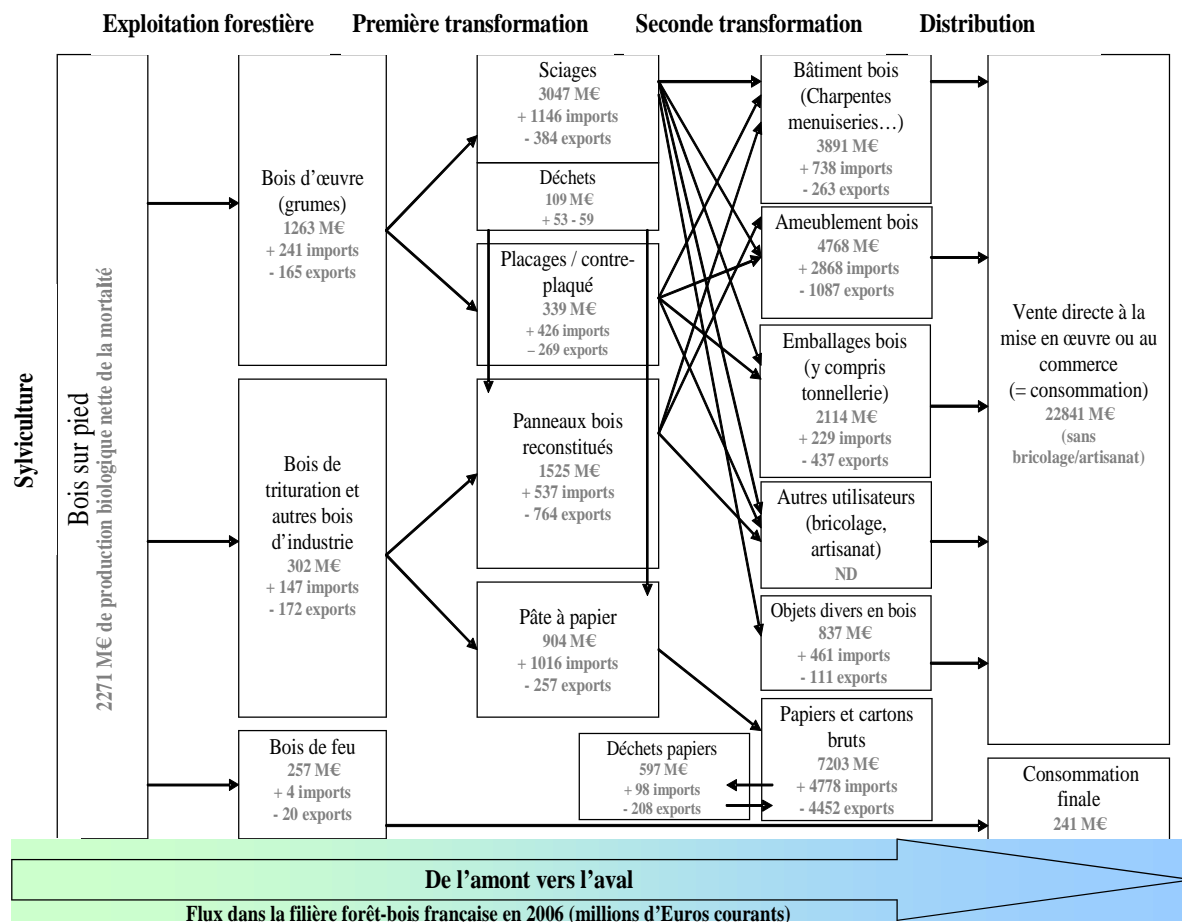 Exploitation forestière
Première transformation
Seconde transformation
Distribution
Sylviculture
Bois sur pied
2271 M€ de production biologique nette de la mortalité
Bois d’œuvre
(grumes)
1263 M€
+ 241 imports
- 165 exports
Bois de
trituration et
autres bois
d’industrie
302 M€
+ 147 imports
- 172 exports
Bois de feu
257 M€
+ 4 imports
- 20 exports
Sciages
3047 M€
+ 1146 imports
- 384 exports
Déchets
109 M€
+ 53 - 59
Placages / contre-
plaqué
339 M€
+ 426 imports
– 269 exports
Panneaux bois
reconstitués
1525 M€
+ 537 imports
- 764 exports
Pâte à papier
904 M€
+ 1016 imports
- 257 exports
Déchets papiers
597 M€
+ 98 imports
- 208 exports
Bâtiment bois
(Charpentes
menuiseries…)
3891 M€
+ 738 imports
- 263 exports
Ameublement bois
4768 M€
+ 2868 imports
- 1087 exports
Emballages bois
(y compris
tonnellerie)
2114 M€
+ 229 imports
- 437 exports
Autres utilisateurs
(bricolage,
artisanat)
ND
Objets divers en bois
837 M€
+ 461 imports
- 111 exports
Papiers et cartons
bruts
7203 M€
+ 4778 imports
- 4452 exports
Vente directe à la
mise en œuvre ou au
commerce
(= consommation)
22841 M€
(sans
bricolage/artisanat)
Consommation
finale
241 M€
De l’amont vers l’aval
Flux dans la filière forêt-bois française en 2006 (millions d’Euros courants)